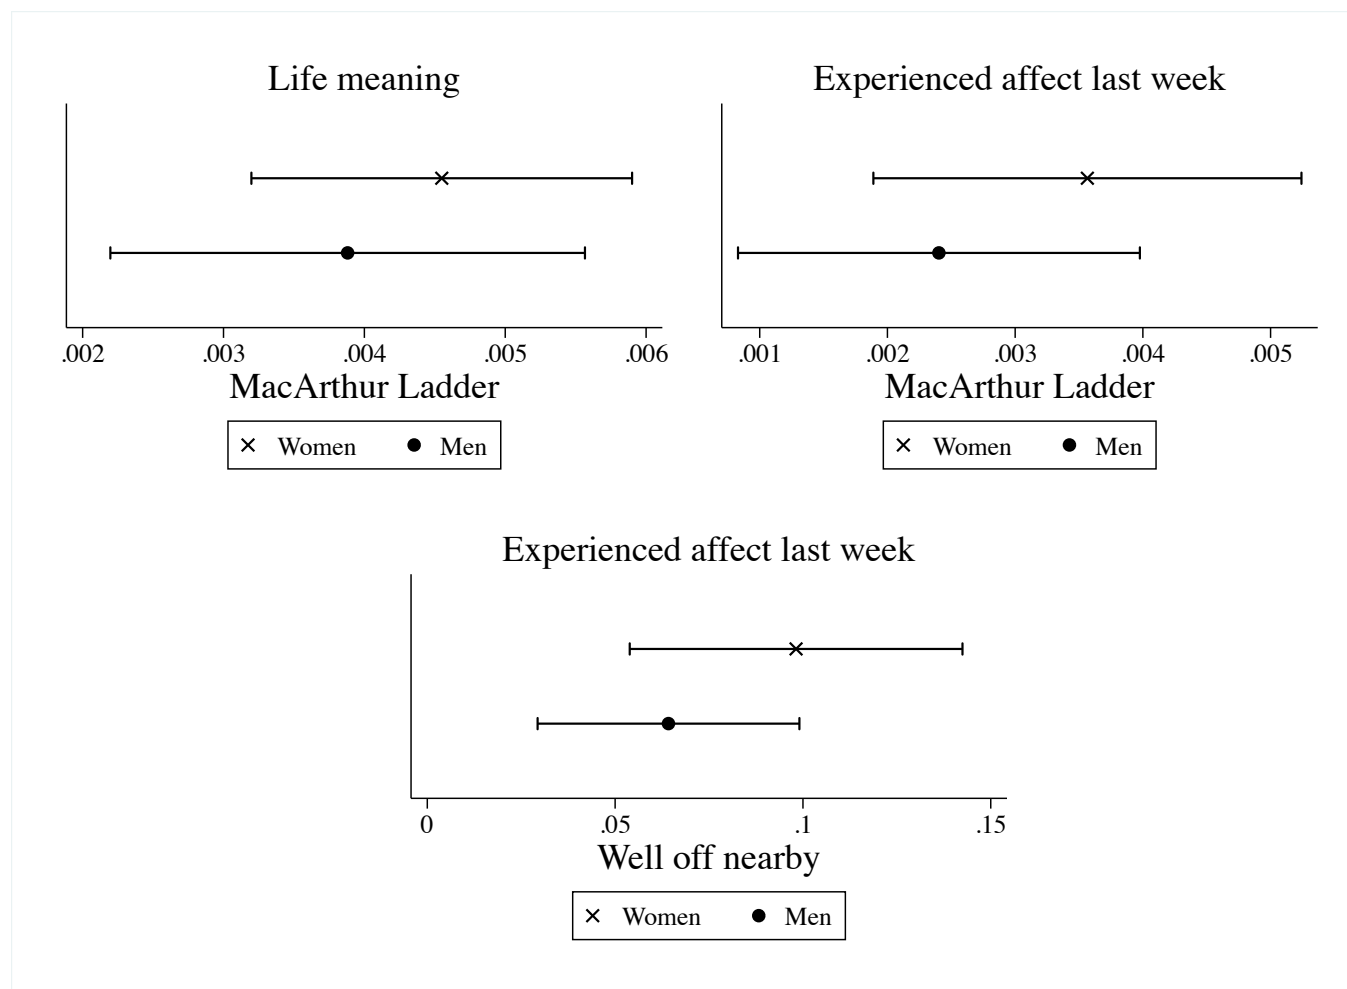 Life meaning
.002 .003 .004 .005 .006
MacArthur Ladder
Women Men
Experienced affect last week
.001 .002 .003 .004 .005
MacArthur Ladder
Women Men
Experienced affect last week
0 .05 .1 .15
Well off nearby
Women Men